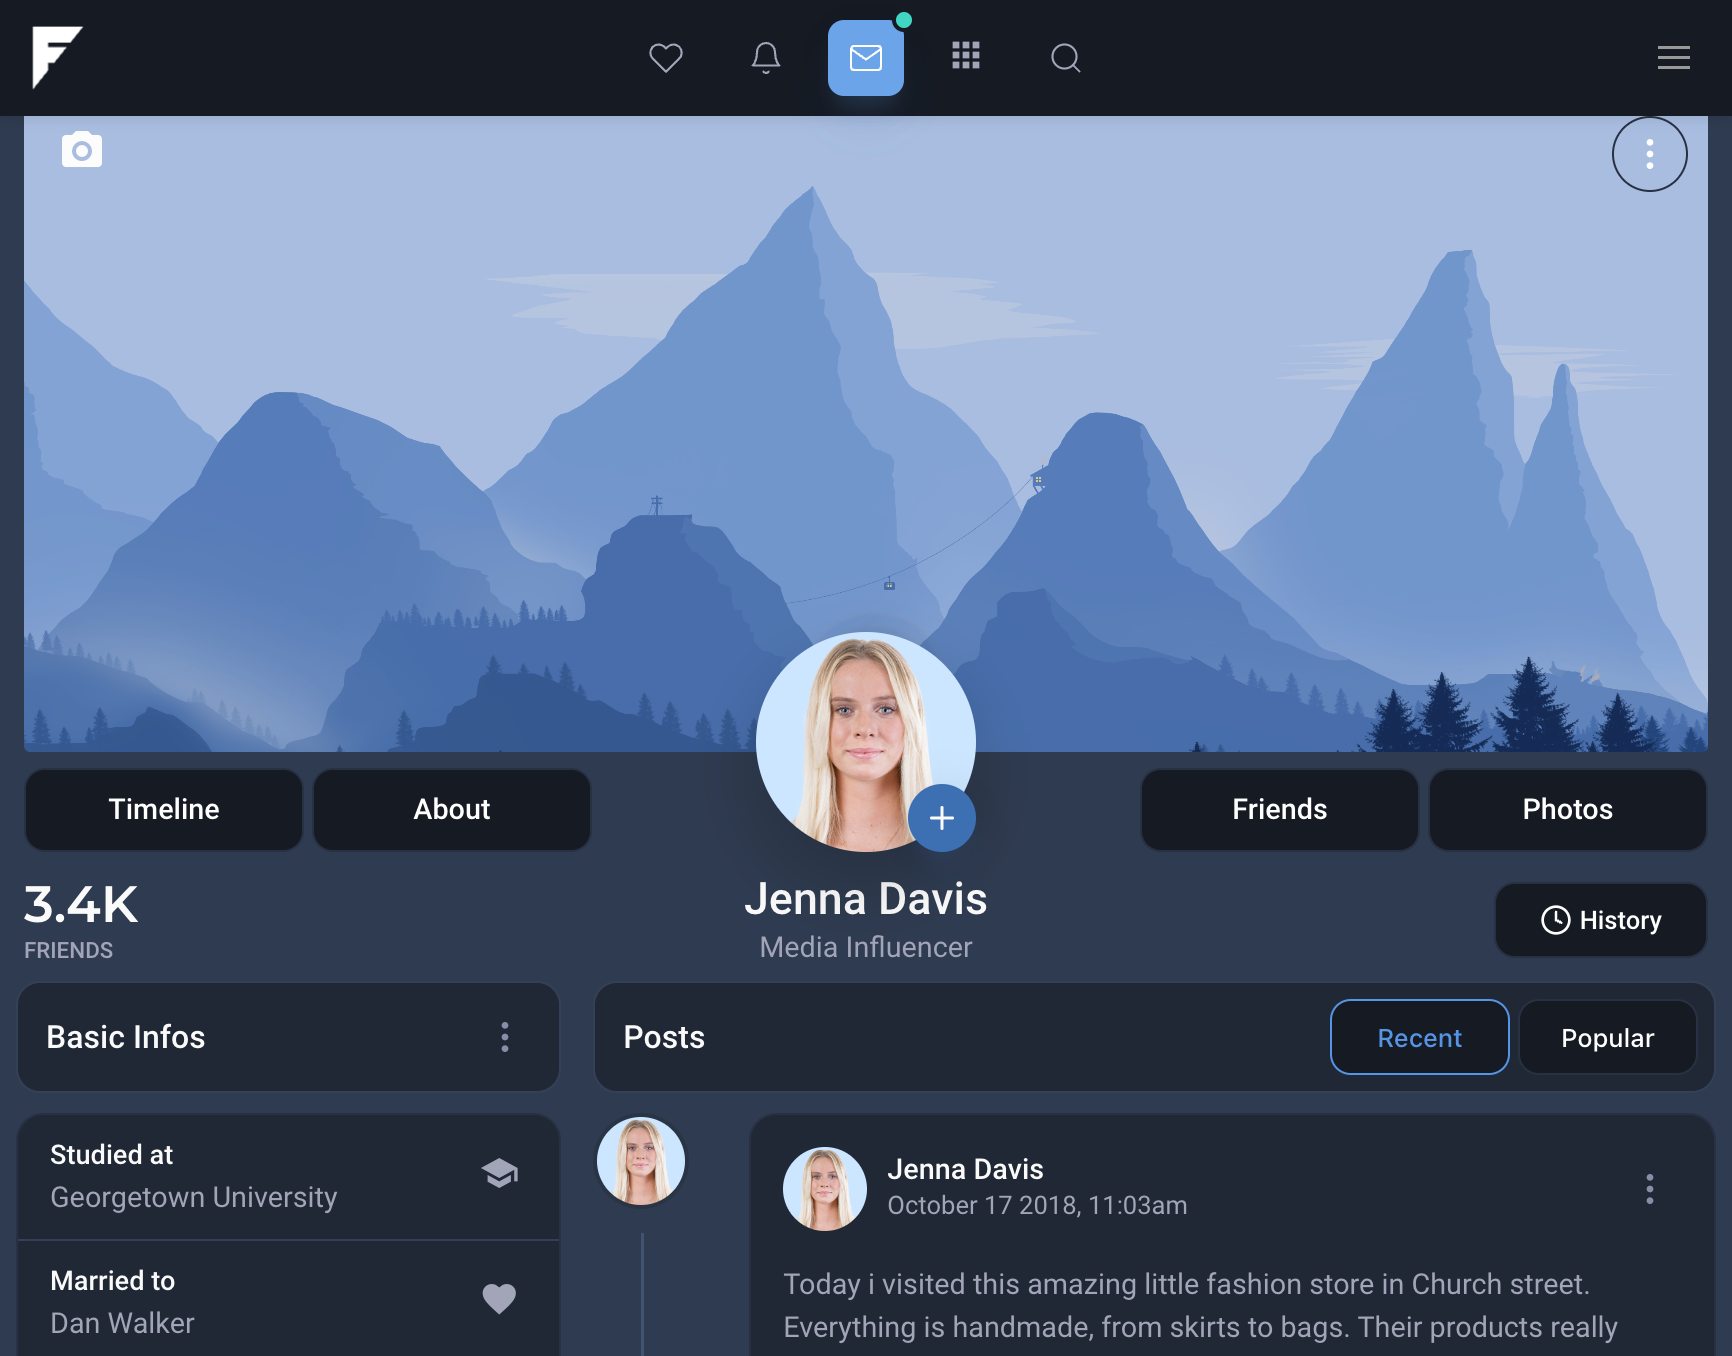 Timeline
About
Friends
Photos
3.4K
FRIENDS
Jenna Davis
Media Influencer
History
Basic Infos
Posts
Recent
Popular
Studied at
Georgetown University
Married to
Dan Walker
Jenna Davis
October 17 2018, 11:03am
Today i visited this amazing little fashion store in Church street.
Everything is handmade, from skirts to bags. Their products really